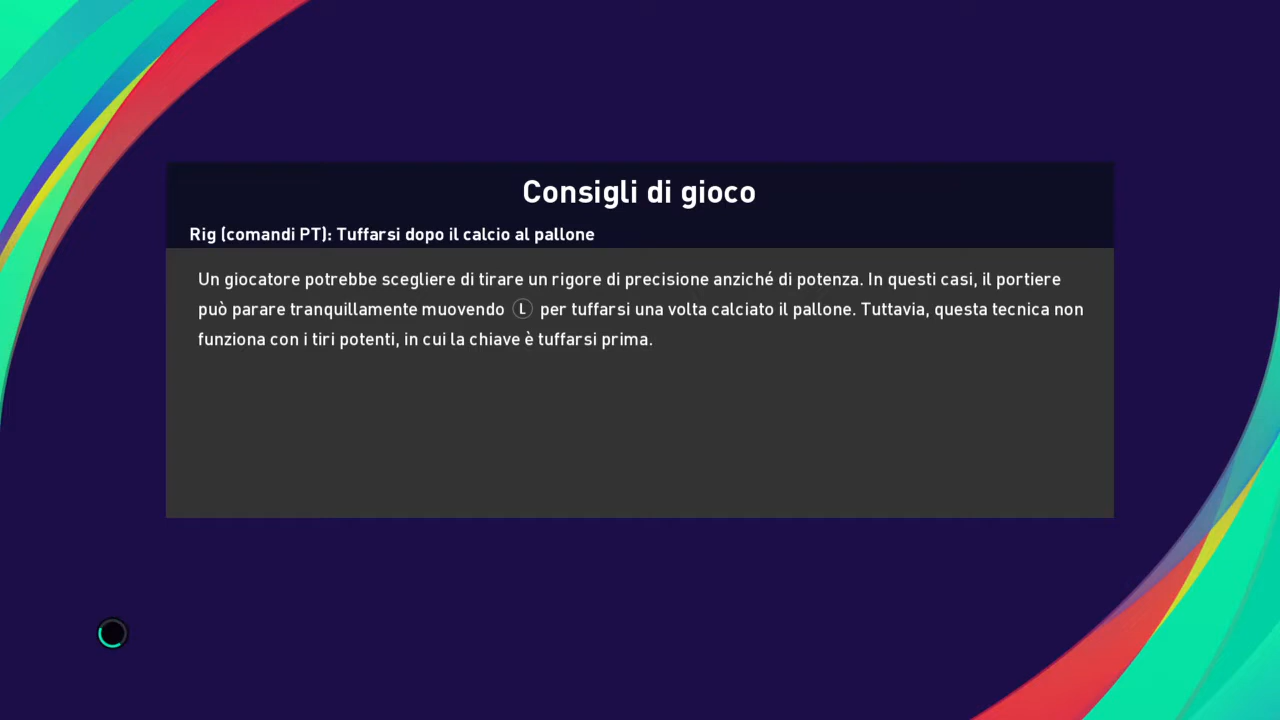 Consigli di gioco
Rig (comandi PT): Tuffarsi dopo il calcio al pallone
Un giocatore potrebbe scegliere di tirare un rigore di precisione anziché di potenza. In questi casi, il portiere
può parare tranquillamente muovendo L per tuffarsi una volta calciato il pallone. Tuttavia, questa tecnica non
funziona con i tiri potenti, in cui la chiave è tuffarsi prima.